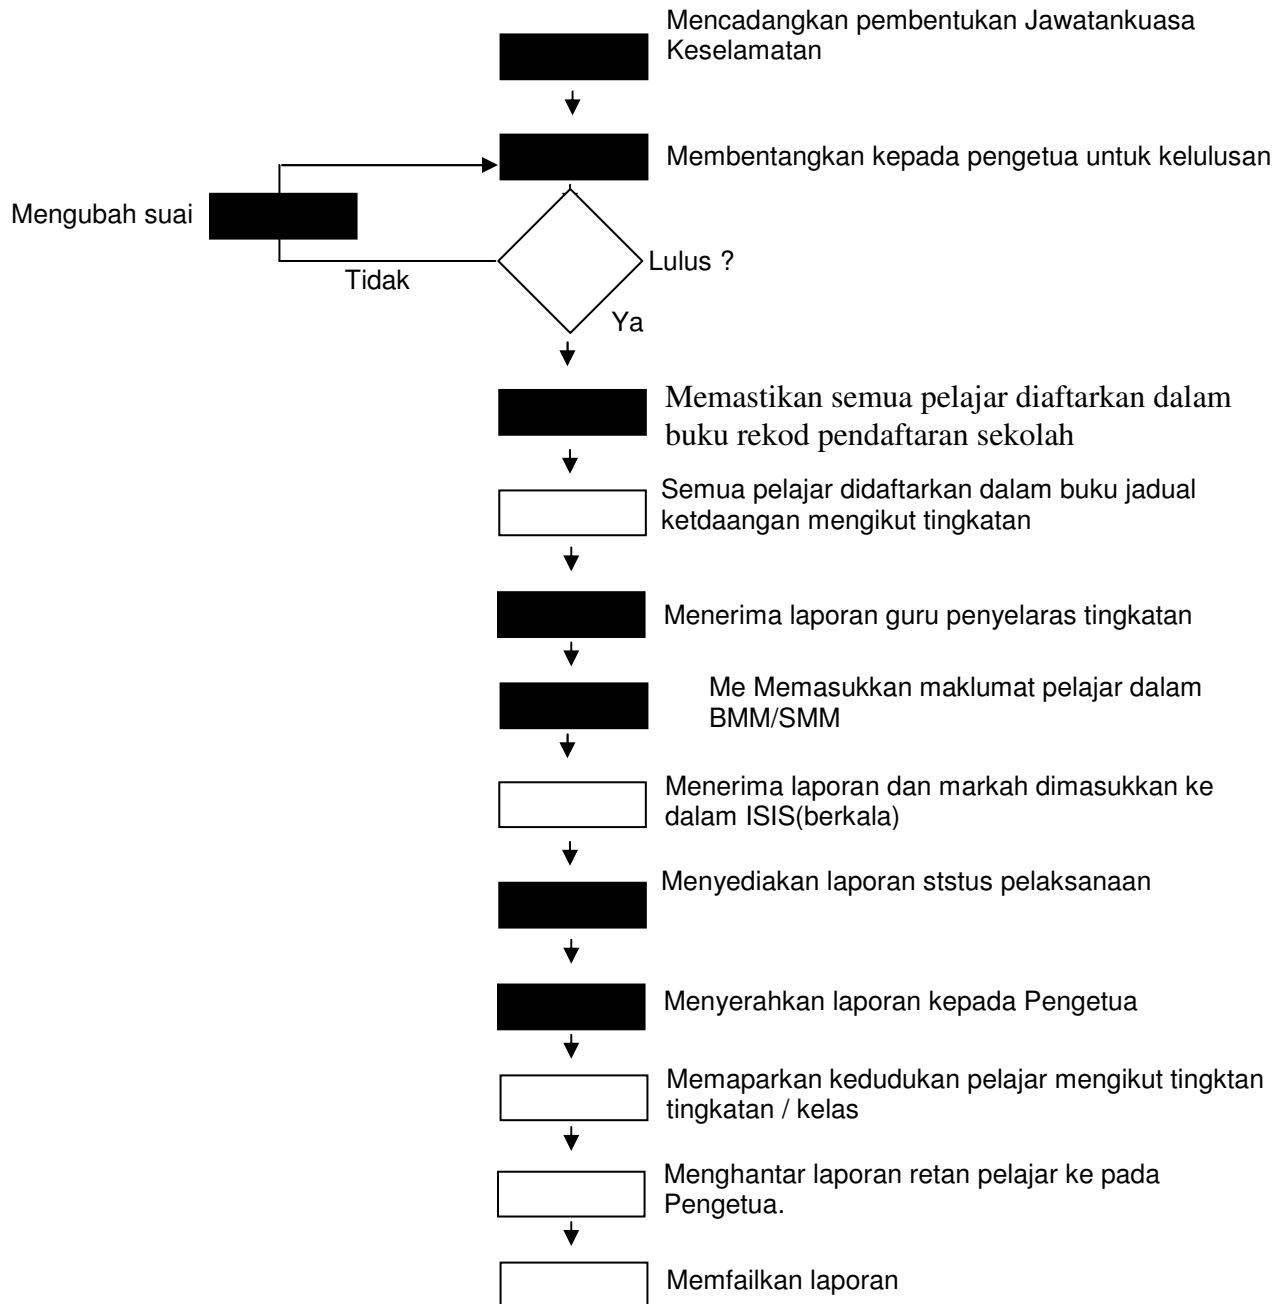 Mencadangkan pembentukan Jawatankuasa
Keselamatan
Membentangkan kepada pengetua untuk kelulusan
Mengubah suai
Lulus ?
Tidak
Ya
Memastikan semua pelajar diaftarkan dalam
buku rekod pendaftaran sekolah
Semua pelajar didaftarkan dalam buku jadual
ketdaangan mengikut tingkatan
Menerima laporan guru penyelaras tingkatan
Me Memasukkan maklumat pelajar dalam
BMM/SMM
Menerima laporan dan markah dimasukkan ke
dalam ISIS(berkala)
Menyediakan laporan ststus pelaksanaan
Menyerahkan laporan kepada Pengetua
Memaparkan kedudukan pelajar mengikut tingktan
tingkatan / kelas
Menghantar laporan retan pelajar ke pada
Pengetua.
Memfailkan laporan